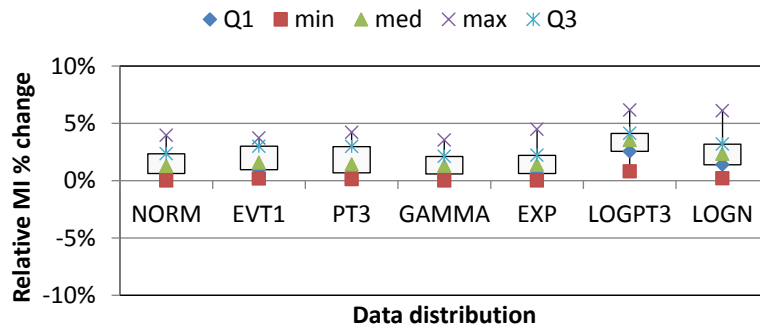 Q1 min med max Q3
10%
5%
0%
-5%
-10%
Relative MI % change
NORM EVT1 PT3 GAMMA EXP LOGPT3 LOGN
Data distribution